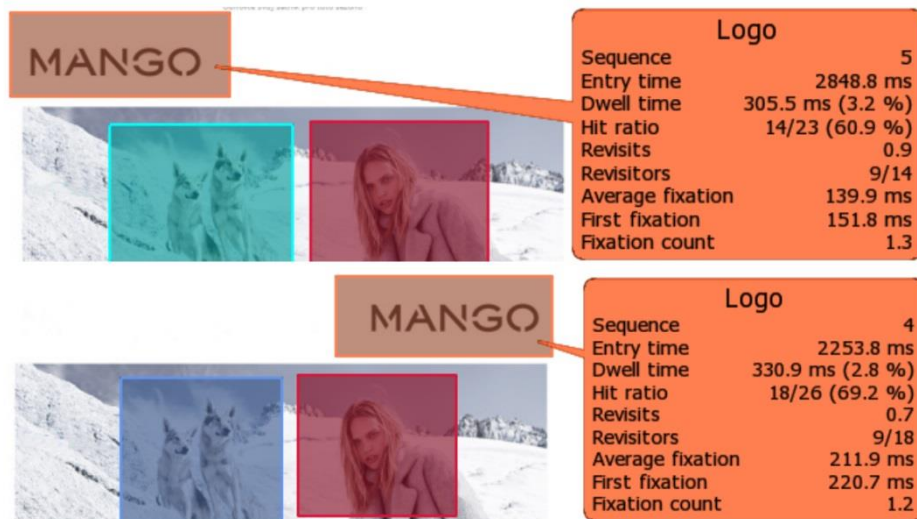 MANGO
Logo
Sequence 5
Entry time 2848.8 ms
Dwell time 305.5 ms (3.2 %)
Hit ratio 14/23 (60.9 %)
Revisits 0.9
Revisitors 9/14
Average fixation 139.9 ms
First fixation 151.8 ms
Fixation count 1.3
MANGO
Logo
Sequence 4
Entry time 2253.8 ms
Dwell time 330.9 ms (2.8 %)
Hit ratio 18/26 (69.2 %)
Revisits 0.7
Revisitors 9/18
Average fixation 211.9 ms
First fixation 220.7 ms
Fixation count 1.2